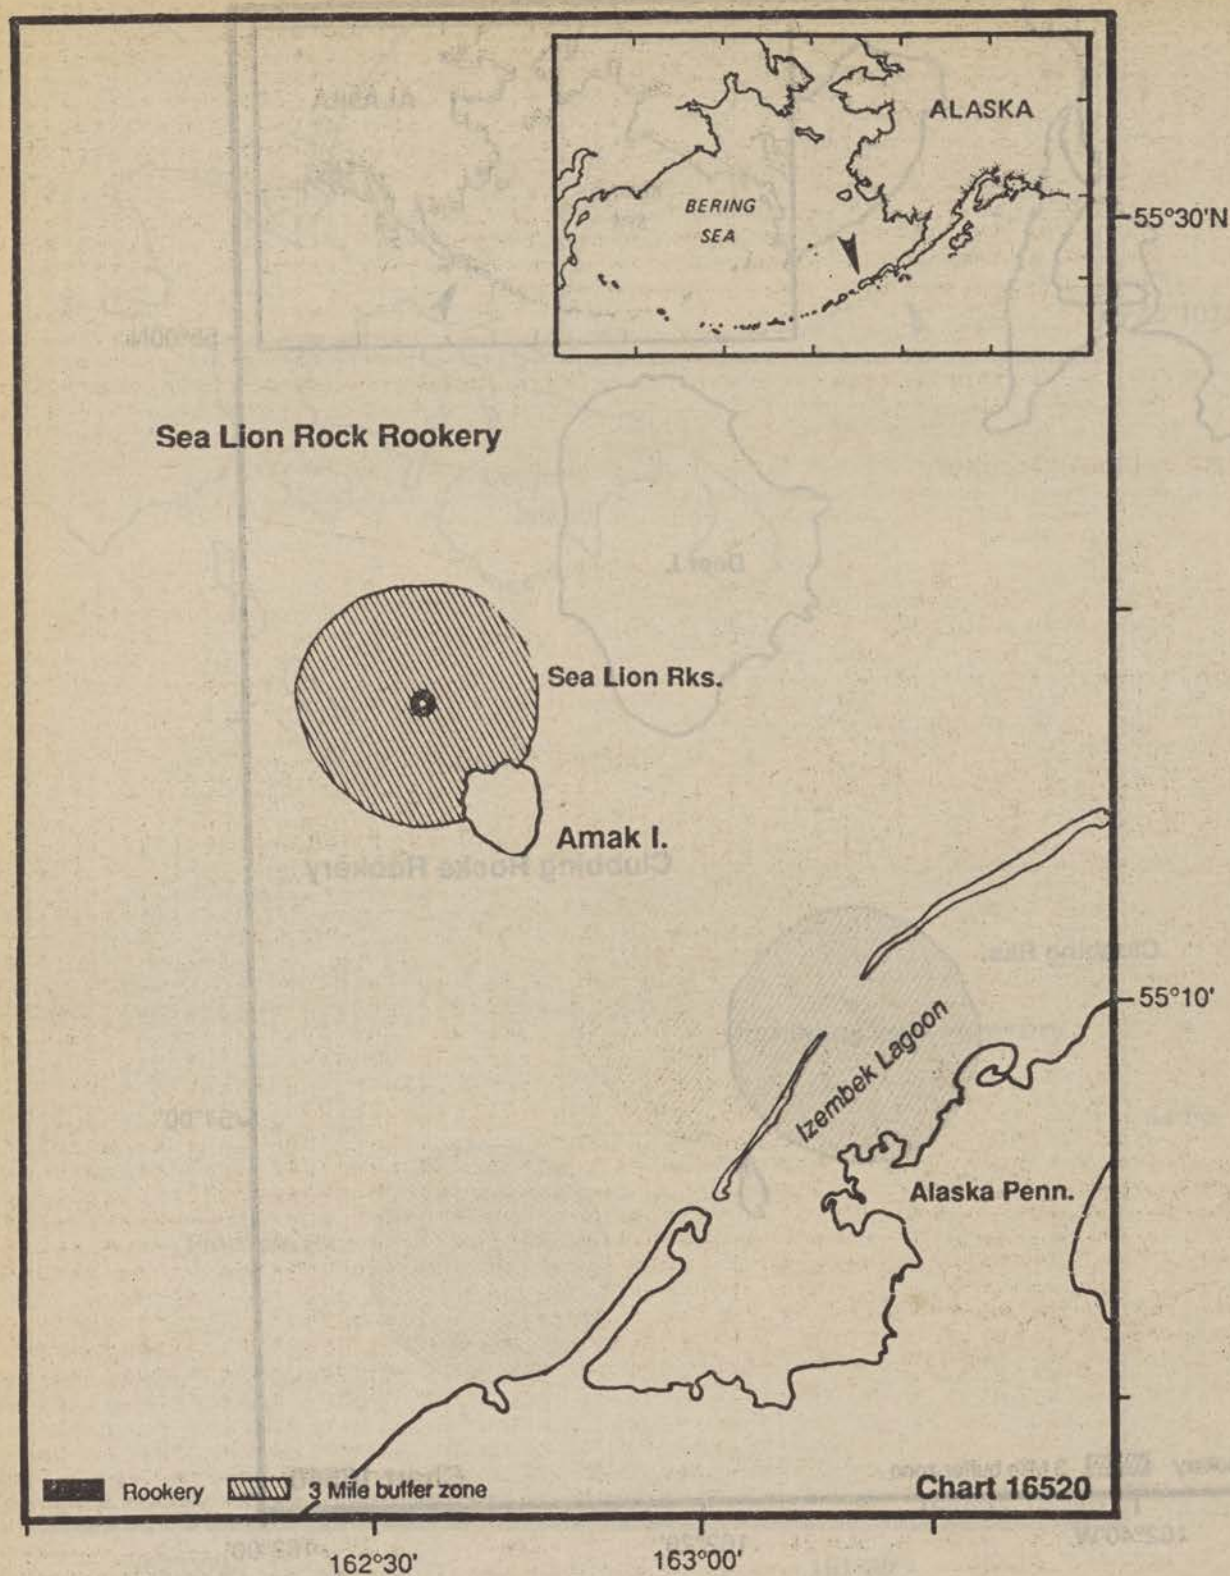 ALASKA
BERING
SEA
55°30'N
Sea Lion Rock Rookery
Sea Lion Rks.
Amak I.
55°10'
Izembek Lagoon
Alaska Penn.
Rookery
3 Mile buffer zone
Chart 16520
162°30'
163°00'